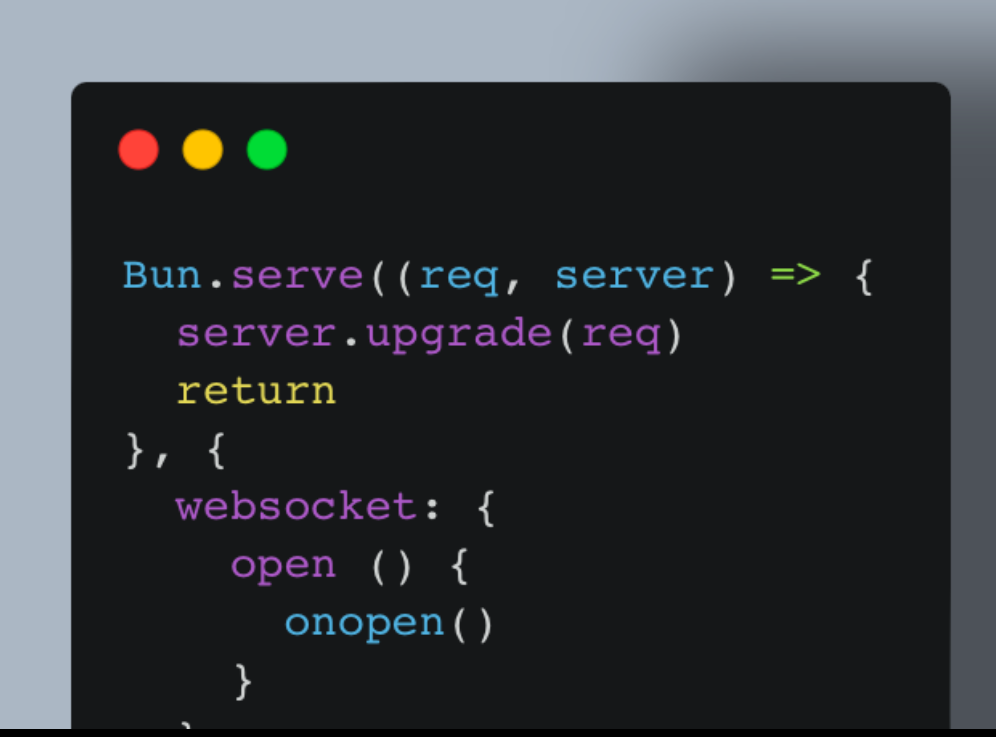 Bun.serve((req, server) => {
  server.upgrade(req)
  return
}, {
  websocket: {
    open () {
      onopen()
    }
  }